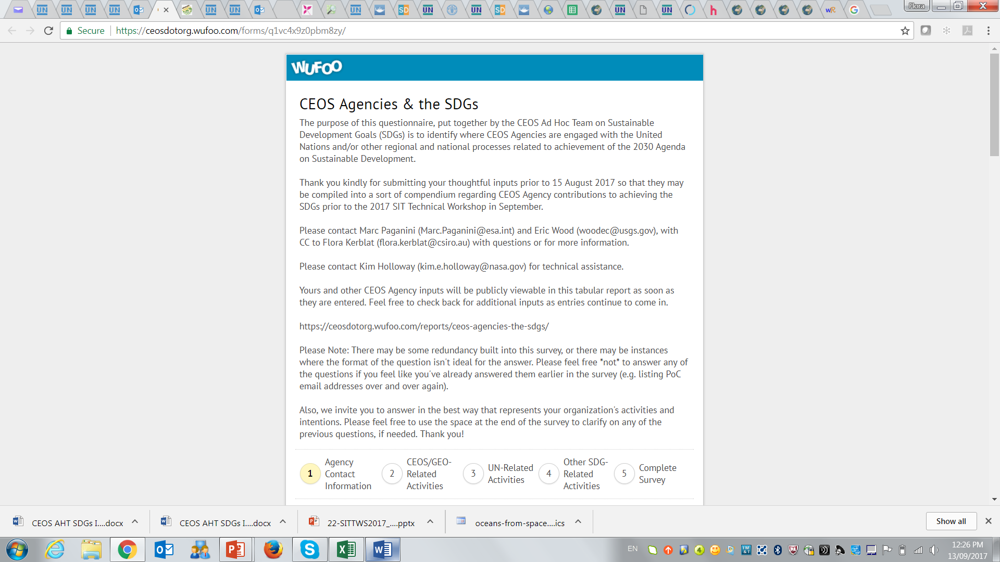 Flora
Secure
https://ceosdotorg.wufoo.com/forms/q1vc4x9z0pbm8zy/
WUFOO
CEOS Agencies & the SDGs
The purpose of this questionnaire, put together by the CEOS Ad Hoc Team on Sustainable
Development Goals (SDGs) is to identify where CEOS Agencies are engaged with the United
Nations and/or other regional and national processes related to achievement of the 2030 Agenda
on Sustainable Development.
Thank you kindly for submitting your thoughtful inputs prior to 15 August 2017 so that they may
be compiled into a sort of compendium regarding CEOS Agency contributions to achieving the
SDGs prior to the 2017 SIT Technical Workshop in September.
Please contact Marc Paganini (Marc.Paganini@esa.int) and Eric Wood (woodec@usgs.gov), with
CC to Flora Kerblat (flora.kerblat@csiro.au) with questions or for more information.
Please contact Kim Holloway (kim.e.holloway@nasa.gov) for technical assistance.
Yours and other CEOS Agency inputs will be publicly viewable in this tabular report as soon as
they are entered. Feel free to check back for additional inputs as entries continue to come in.
https://ceosdotorg.wufoo.com/reports/ceos-agencies-the-sdgs/
Please Note: There may be some redundancy built into this survey, or there may be instances
where the format of the question isn't ideal for the answer. Please feel free *not* to answer any of
the questions if you feel like you've already answered them earlier in the survey (e.g. listing PoC
email addresses over and over again).
Also, we invite you to answer in the best way that represents your organization's activities and
intentions. Please feel free to use the space at the end of the survey to clarify on any of the
previous questions, if needed. Thank you!
1
Agency
Contact
Information
2
CEOS/GEO-
Related
Activities
3
UN-Related
Activities
4
Other SDG-
Related
Activities
5
Complete
Survey
CEOS AHT SDGs I....docx
CEOS AHT SDGs I....docx
22-SITTWS2017_....pptx
oceans-from-space....ics
Show all
EN
12:26 PM
13/09/2017